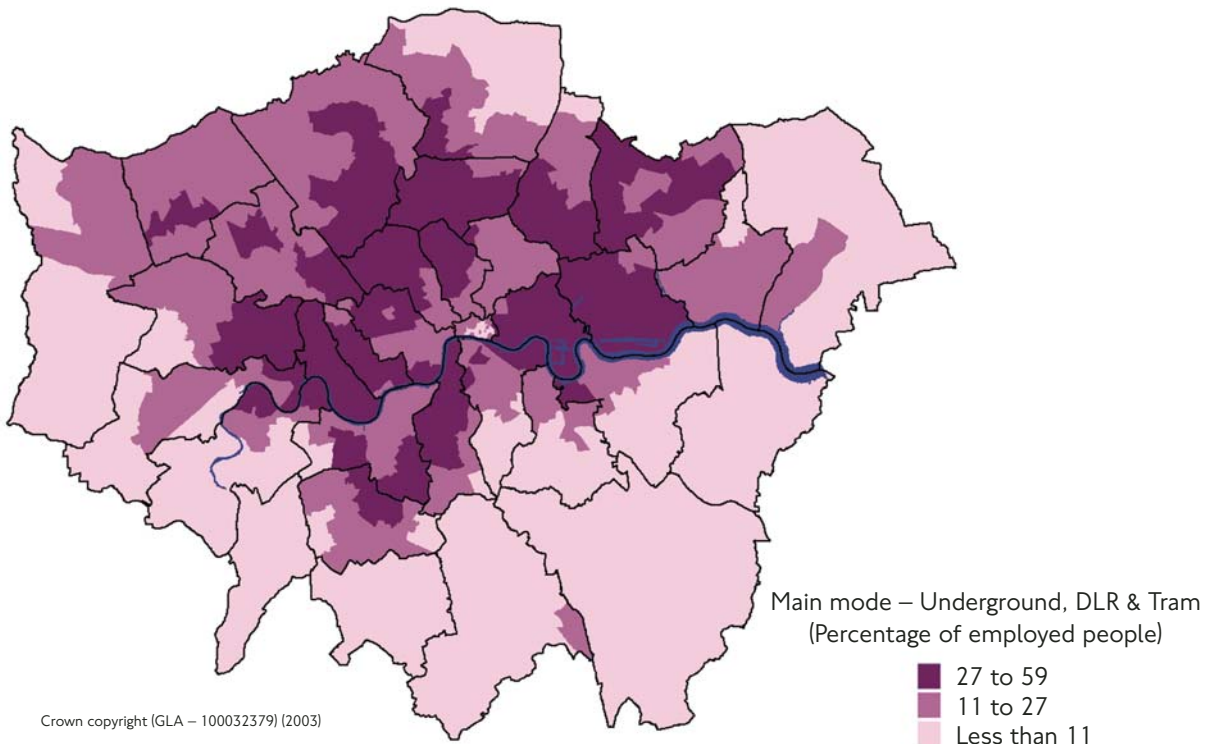 Main mode – Underground, DLR & Tram
(Percentage of employed people)
27 to 59
11 to 27
Less than 11
Crown copyright (GLA – 100032379) (2003)